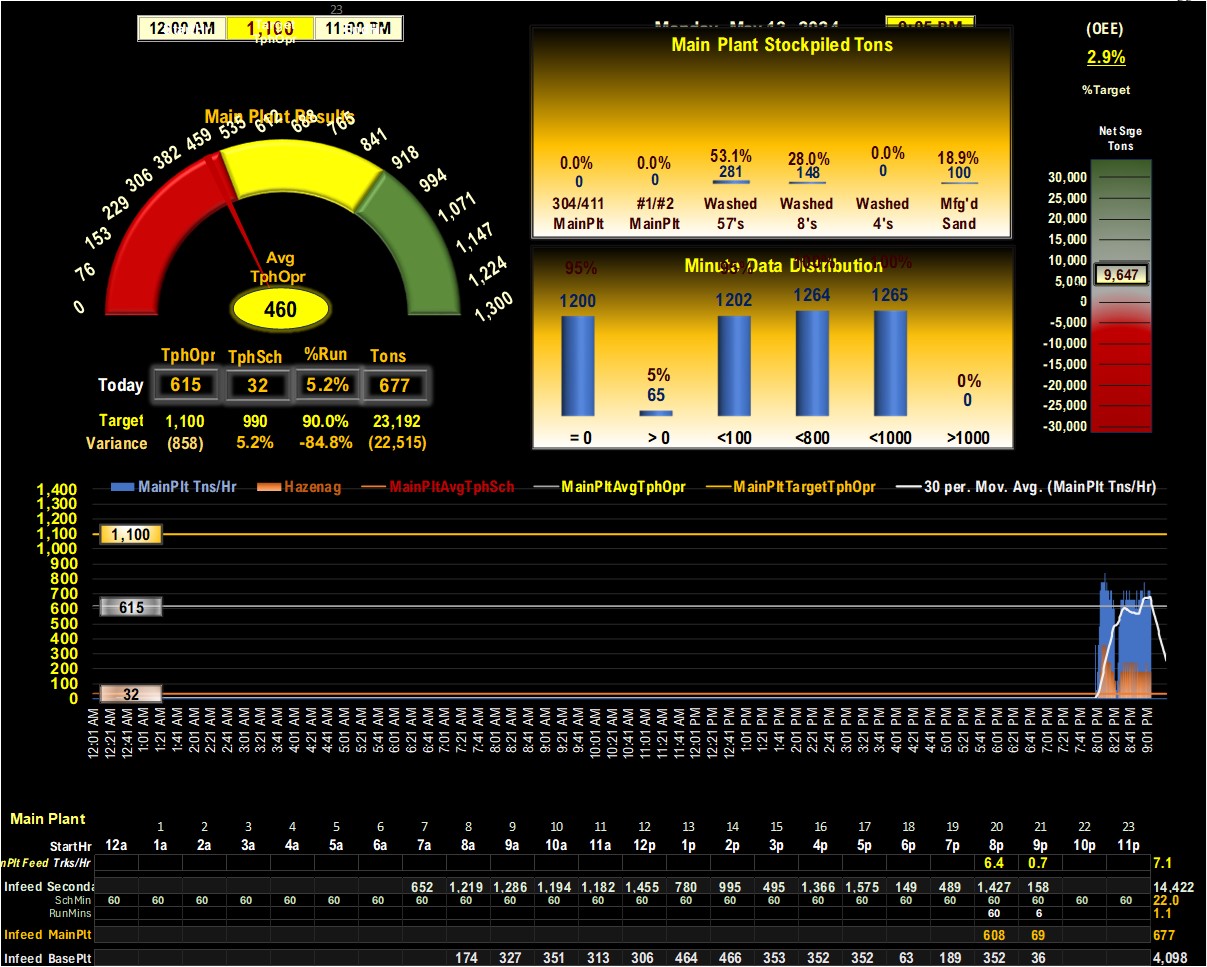 23
12:00 AM 1,100 11:00 PM
Target
TphOpr
Monday, May 13, 2024 9:05 PM
(OEE)
2.9%
%Target
Main Plant Results
0 76 153 229 306 382 459 535 612 688 765 841 918 994 1,071 1,147 1,224 1,300
Avg
TphOpr
460
TphOpr TphSch %Run Tons
Today 615 32 5.2% 677
Target 1,100 990 90.0% 23,192
Variance (858) 5.2% -84.8% (22,515)
Main Plant Stockpiled Tons
0.0% 0.0% 53.1% 28.0% 0.0% 18.9%
0 0 281 148 0 100
304/411 #1/#2 Washed Washed Washed Mfg'd
MainPlt MainPlt 57's 8's 4's Sand
Minute Data Distribution
95% 5% 0%
1200 65 1202 1264 1265 0
= 0 > 0 <100 <800 <1000 >1000
Net Srge
Tons
30,000
25,000
20,000
15,000
10,000
5,000
9,647
0
-5,000
-10,000
-15,000
-20,000
-25,000
-30,000
MainPlt Tns/Hr Hazenag MainPltAvgTphSch MainPltAvgTphOpr MainPltTargetTphOpr 30 per. Mov. Avg. (MainPlt Tns/Hr)
1,400
1,300
1,200
1,100
1,000
900
800
700
600
500
400
300
200
100
0
1,100
615
32
12:01 AM 12:21 AM 12:41 AM 1:01 AM 1:21 AM 1:41 AM 2:01 AM 2:21 AM 2:41 AM 3:01 AM 3:21 AM 3:41 AM 4:01 AM 4:21 AM 4:41 AM 5:01 AM 5:21 AM 5:41 AM 6:01 AM 6:21 AM 6:41 AM 7:01 AM 7:21 AM 7:41 AM 8:01 AM 8:21 AM 8:41 AM 9:01 AM 9:21 AM 9:41 AM 10:01 AM 10:21 AM 10:41 AM 11:01 AM 11:21 AM 11:41 AM 12:01 PM 12:21 PM 12:41 PM 1:01 PM 1:21 PM 1:41 PM 2:01 PM 2:21 PM 2:41 PM 3:01 PM 3:21 PM 3:41 PM 4:01 PM 4:21 PM 4:41 PM 5:01 PM 5:21 PM 5:41 PM 6:01 PM 6:21 PM 6:41 PM 7:01 PM 7:21 PM 7:41 PM 8:01 PM 8:21 PM 8:41 PM 9:01 PM
Main Plant
1 2 3 4 5 6 7 8 9 10 11 12 13 14 15 16 17 18 19 20 21 22 23
StartHr 12a 1a 2a 3a 4a 5a 6a 7a 8a 9a 10a 11a 12p 1p 2p 3p 4p 5p 6p 7p 8p 9p 10p 11p
nPlt Feed Trks/Hr 6.4 0.7 7.1
Infeed Seconda 652 1,219 1,286 1,194 1,182 1,455 780 995 495 1,366 1,575 149 489 1,427 158 14,422
SchMin 60 60 60 60 60 60 60 60 60 60 60 60 60 60 60 60 60 60 60 60 60 60 60 60 22.0
RunMins 60 6 1.1
Infeed MainPlt 608 69 677
Infeed BasePlt 174 327 351 313 306 464 466 353 352 352 63 189 352 36 4,098